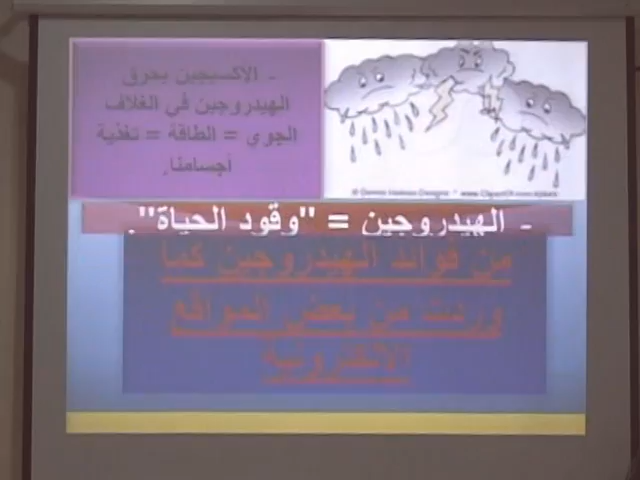 - الاكسجين يحرق
الهيدروجين في الغلاف
الجوي = الطاقة = تغذية
أجسامنا.
- الهيدروجين = "وقود الحياة".
من فوائد الهيدروجين كما
وردت من بعض المواقع
الالكترونية